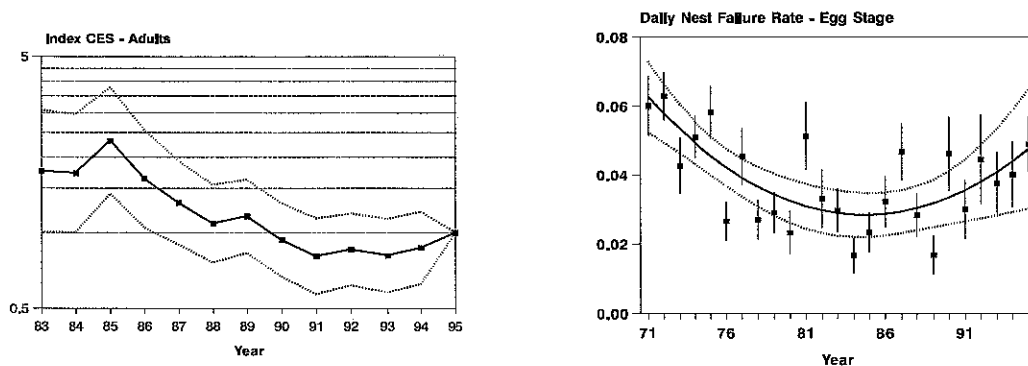 Index CES - Adults
5
0.5
83 84 85 86 87 88 89 90 91 92 93 94 95
Year
Daily Nest Failure Rate - Egg Stage
0.08
0.06
0.04
0.02
0.00
71 76 81 86 91
Year